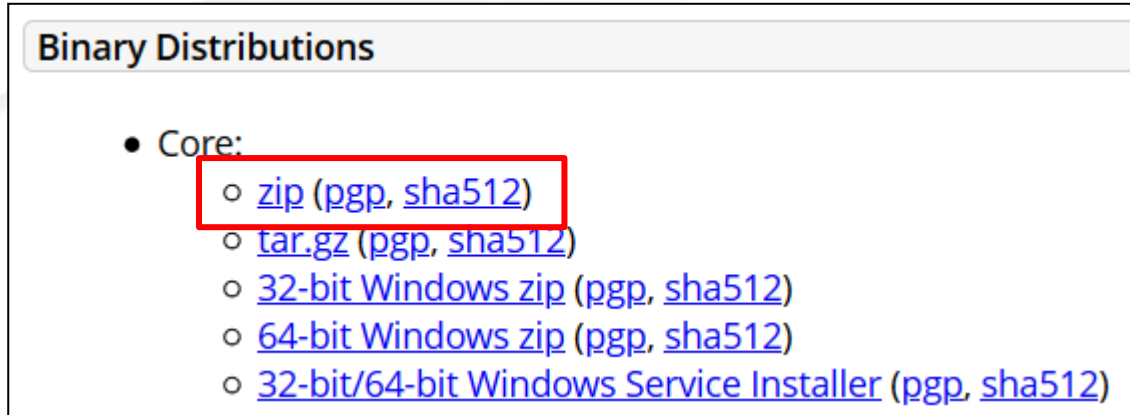 Binary Distributions
• Core:
○ zip (pgp, sha512)
○ tar.gz (pgp, sha512)
○ 32-bit Windows zip (pgp, sha512)
○ 64-bit Windows zip (pgp, sha512)
○ 32-bit/64-bit Windows Service Installer (pgp, sha512)